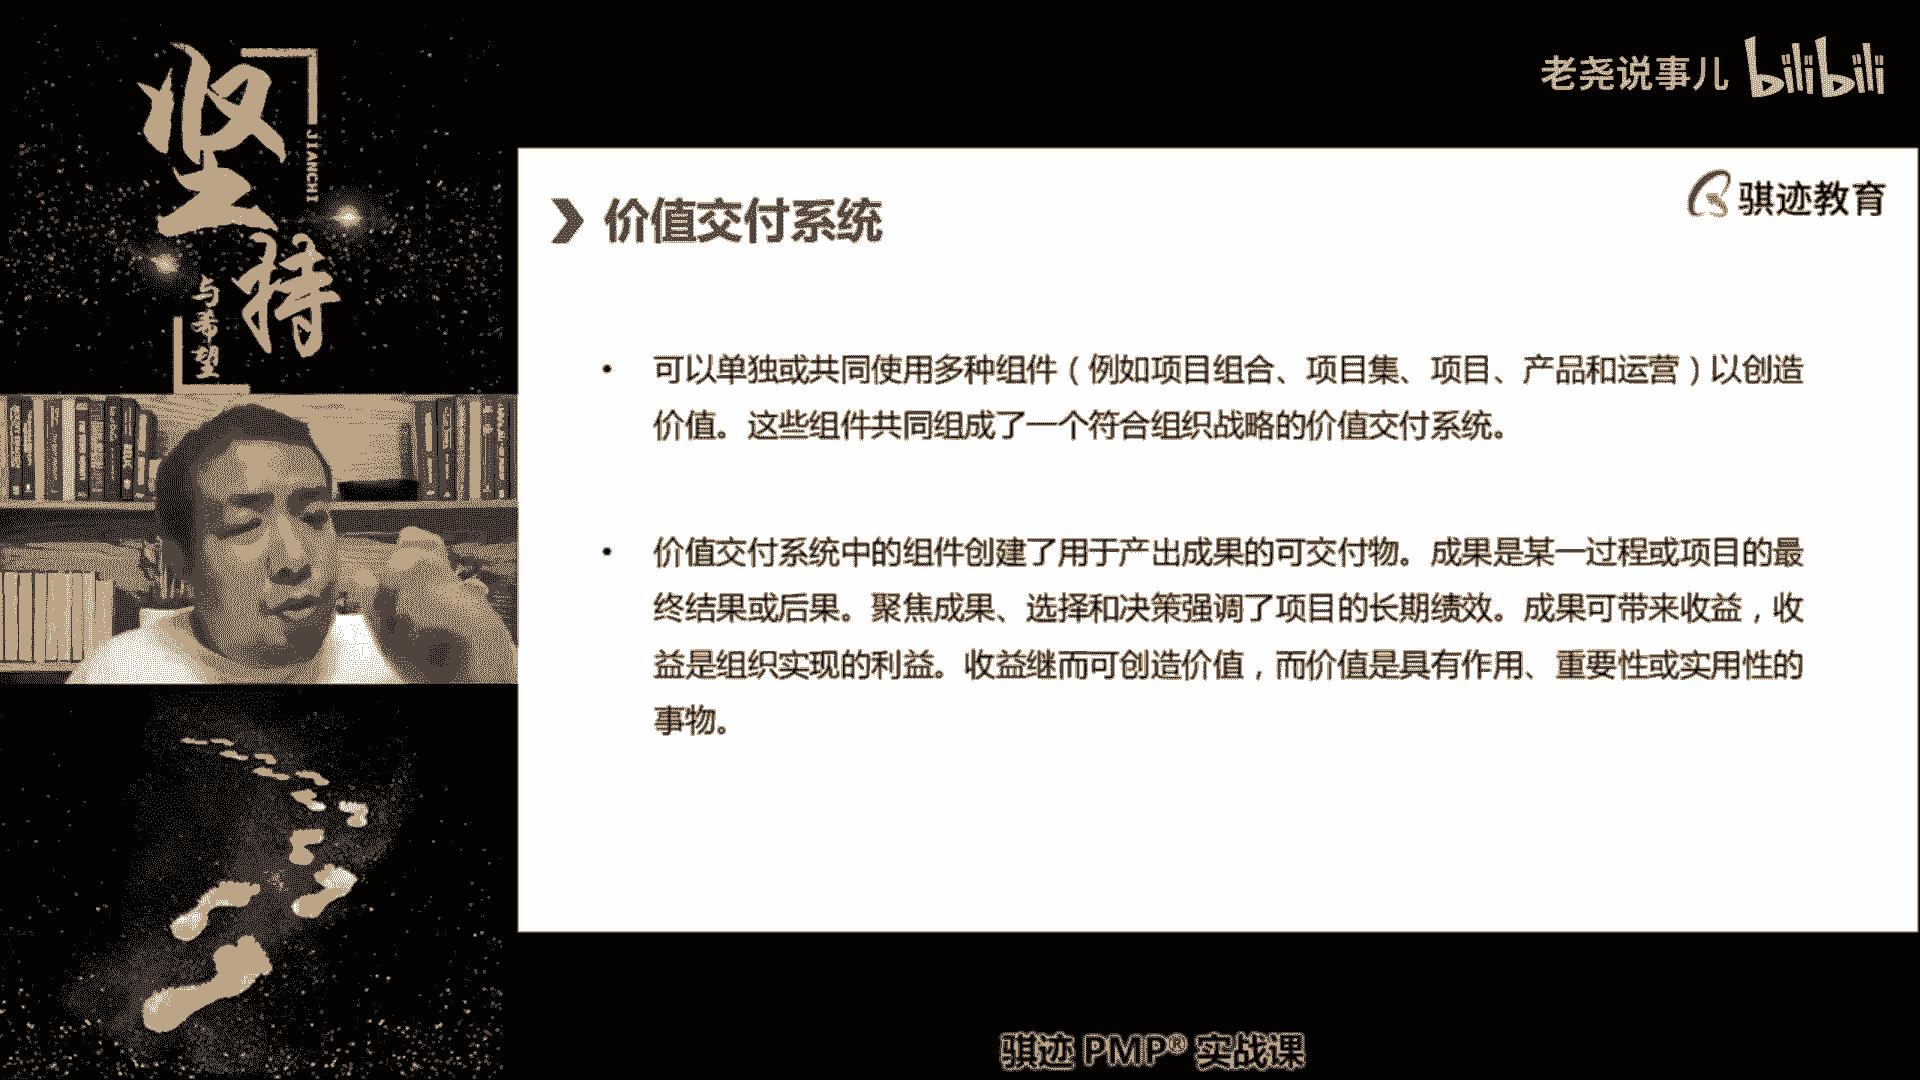 坚持
JIANCHI
与希望
老尧说事儿 bilibili
骐迹教育
价值交付系统
• 可以单独或共同使用多种组件（例如项目组合、项目集、项目、产品和运营）以创造
价值。这些组件共同组成了一个符合组织战略的价值交付系统。
• 价值交付系统中的组件创建了用于产出成果的可交付物。成果是某一过程或项目的最
终结果或后果。聚焦成果、选择和决策强调了项目的长期绩效。成果可带来收益，收
益是组织实现的利益。收益继而可创造价值，而价值是具有作用、重要性或实用性的
事物。
骐迹 PMP® 实战课